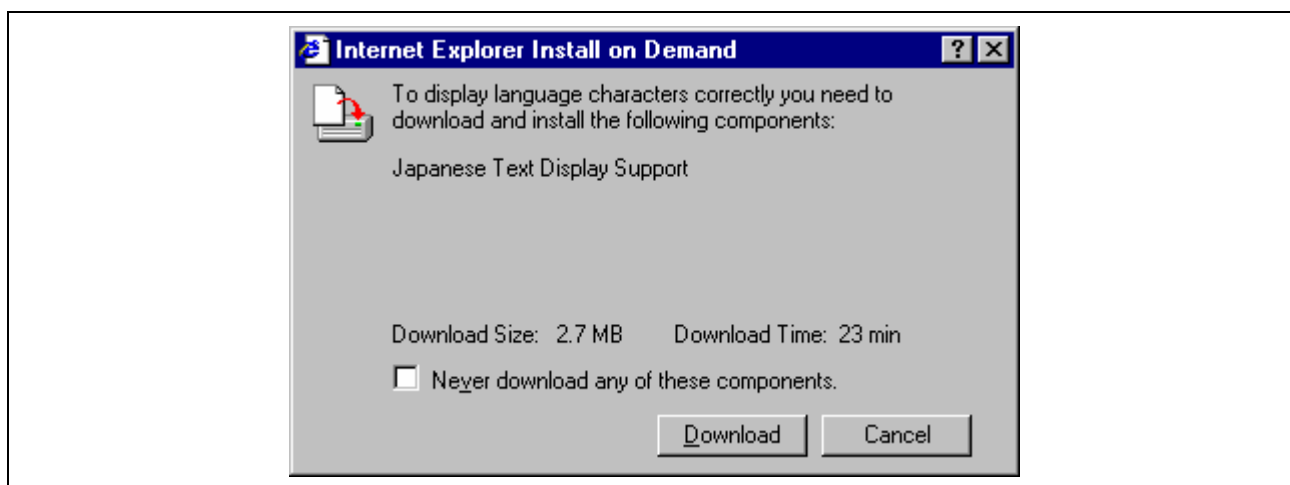 Internet Explorer Install on Demand
To display language characters correctly you need to
download and install the following components:
Japanese Text Display Support
Download Size: 2.7 MB Download Time: 23 min
Never download any of these components.
Download Cancel